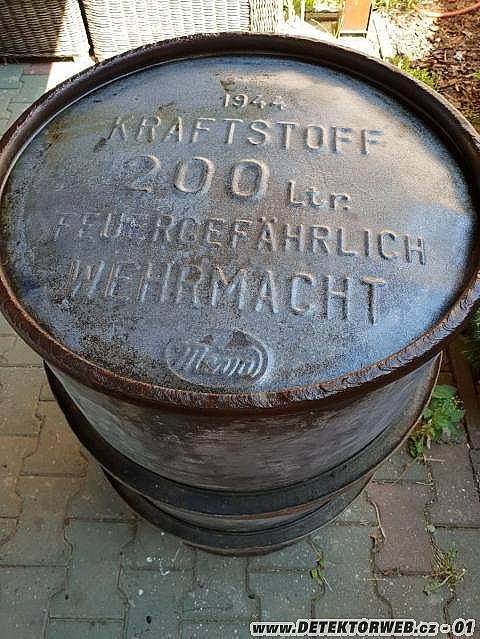 1944
KRAFTSTOFF
200 Ltr.
FEUERGEFÄHRLICH
WEHRMACHT
www.DETEKTORWEB.cz - 01